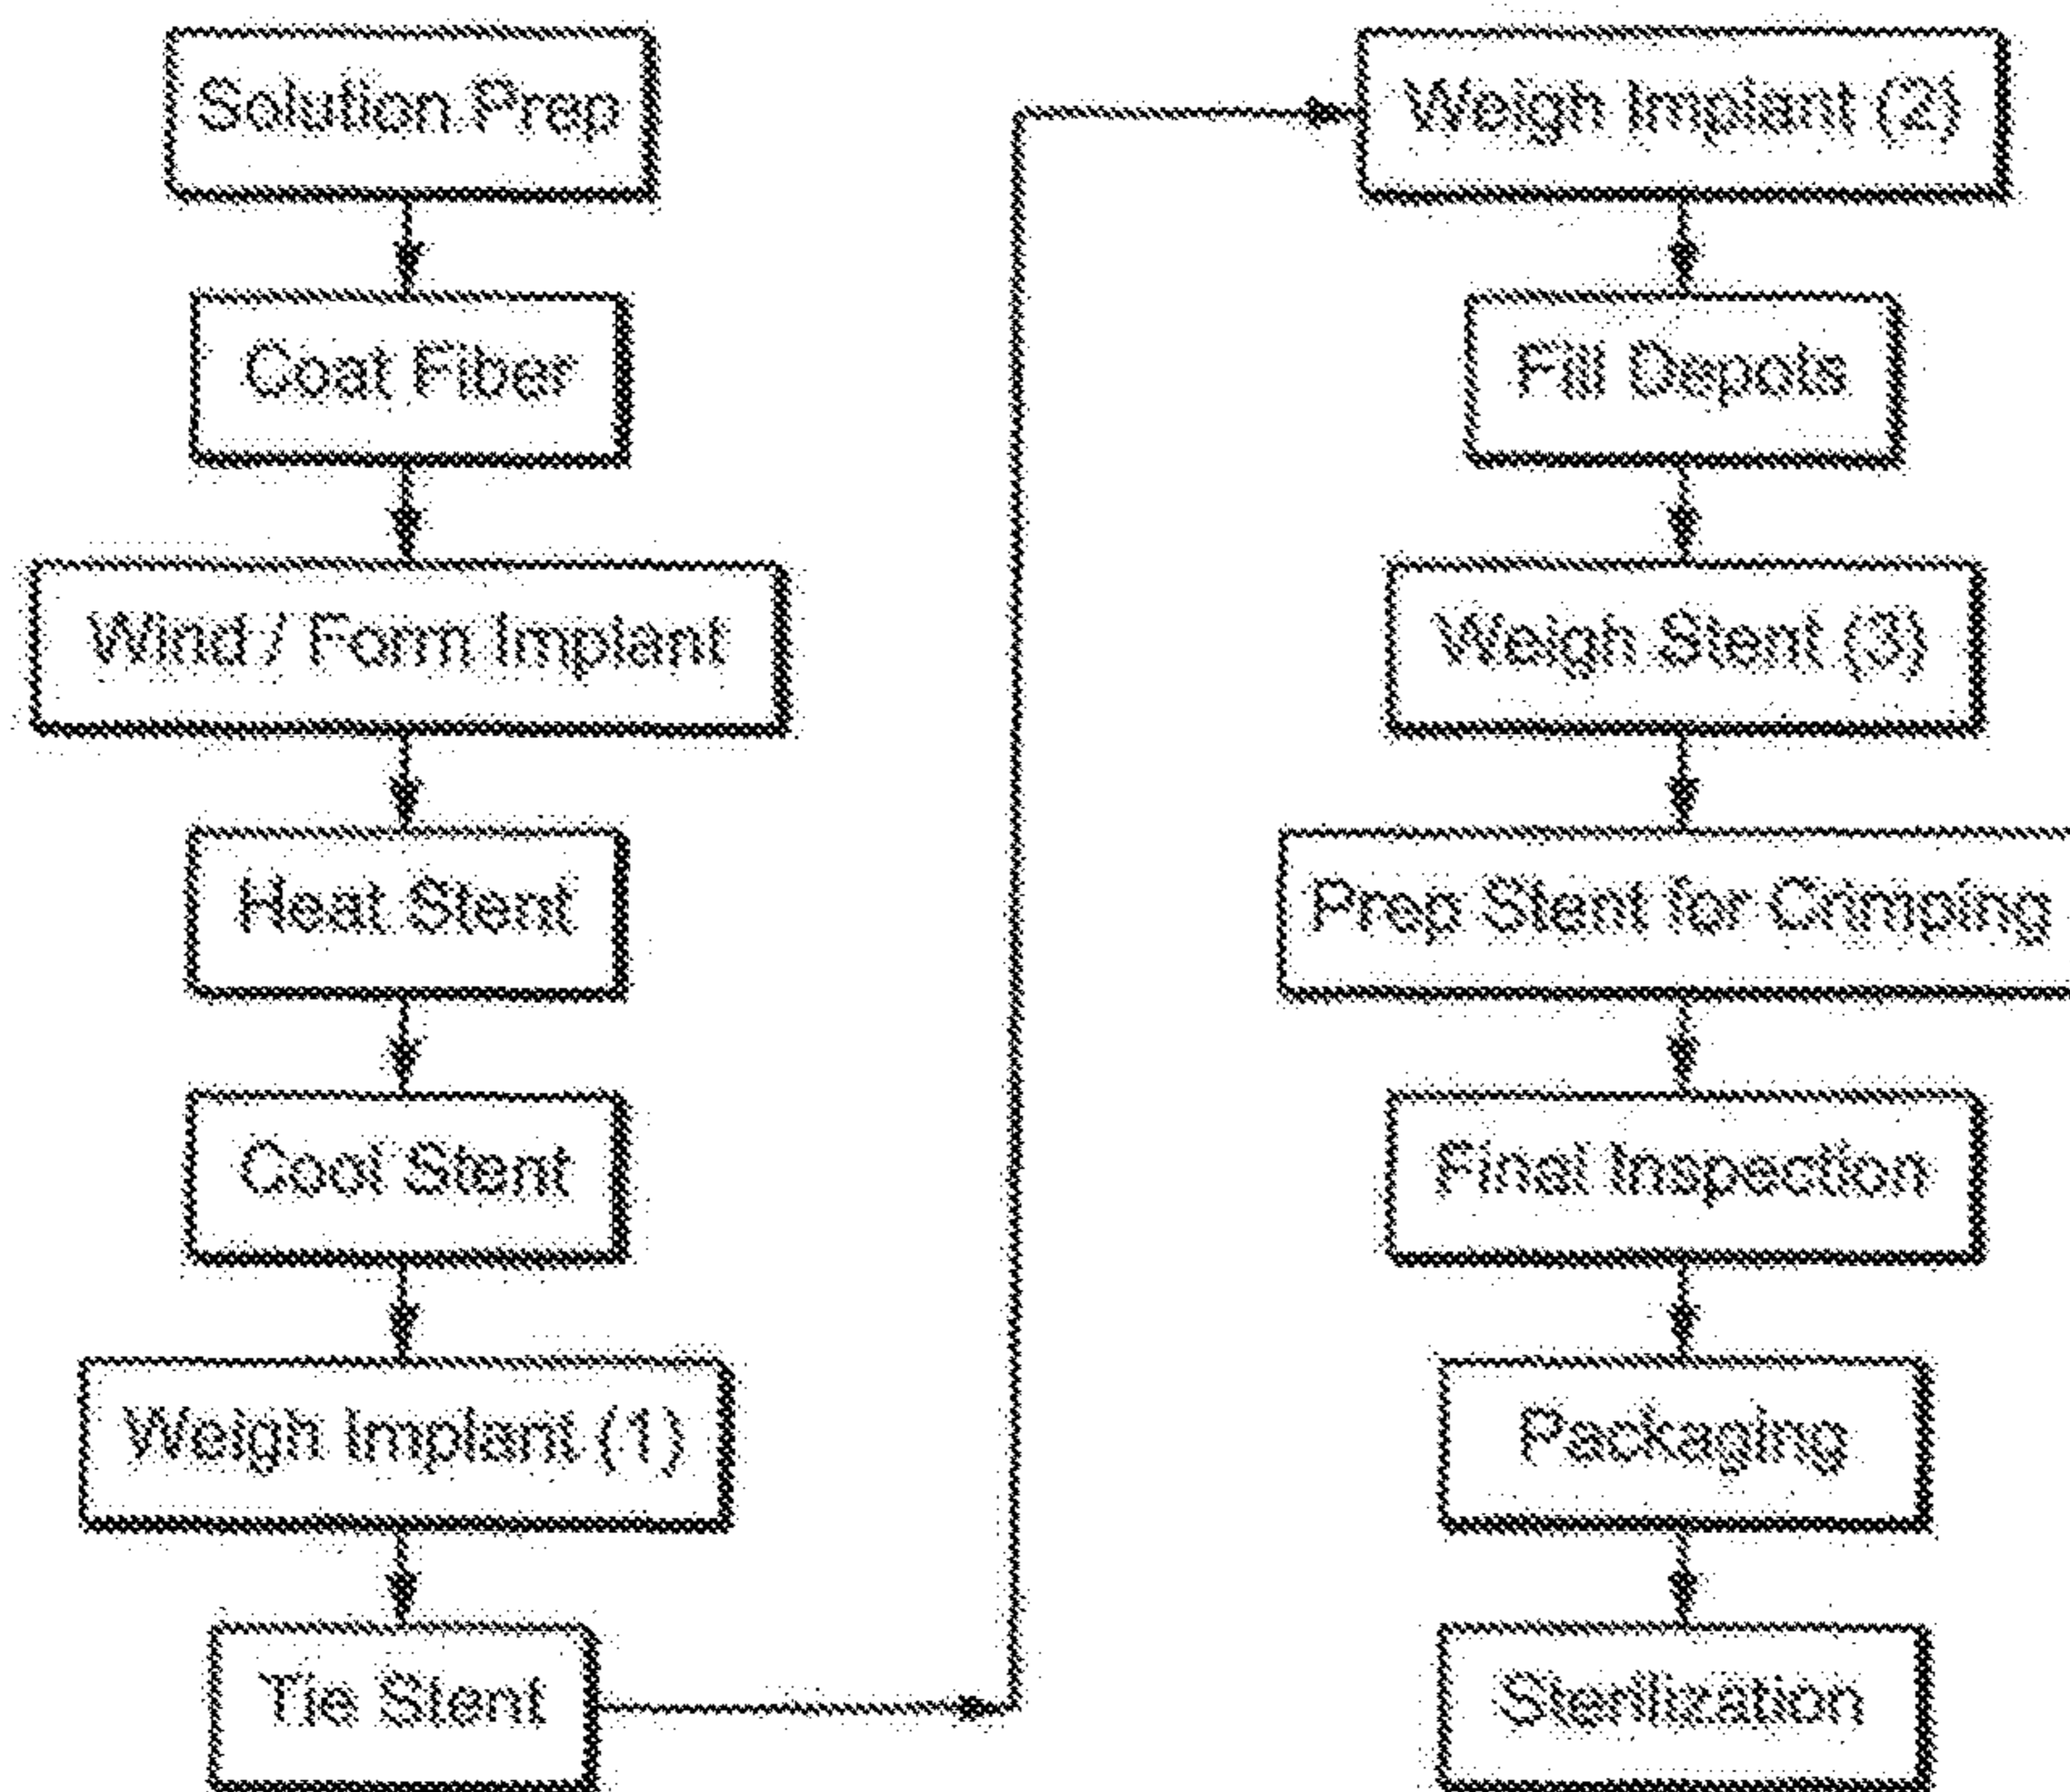 Solution Prep
Coat Fiber
Wind / Form Implant
Heat Stent
Cool Stent
Weigh Implant (1)
Tie Stent
Weigh Implant (2)
Fill Depots
Weigh Stent (3)
Prep Stent for Crimping
Final Inspection
Packaging
Sterilization